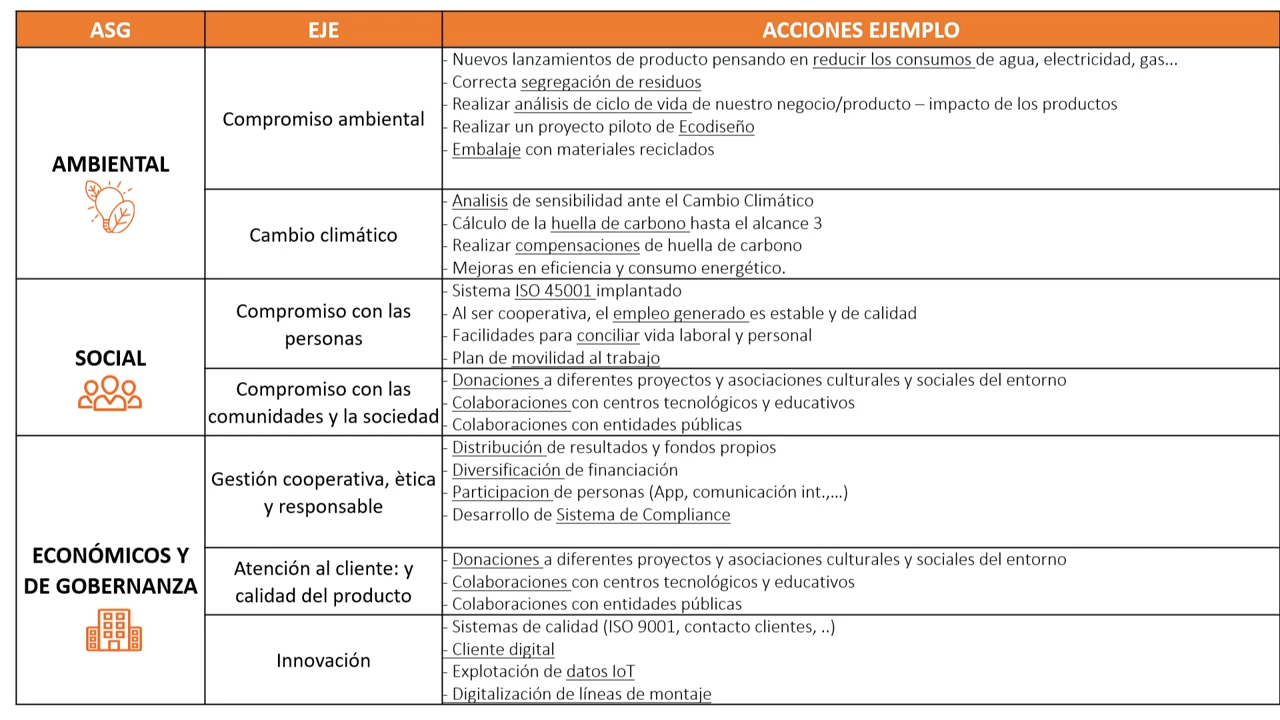 ASG EJE ACCIONES EJEMPLO
AMBIENTAL
Compromiso ambiental
- Nuevos lanzamientos de producto pensando en reducir los consumos de agua, electricidad, gas...
- Correcta segregación de residuos
- Realizar análisis de ciclo de vida de nuestro negocio/producto – impacto de los productos
- Realizar un proyecto piloto de Ecodiseño
- Embalaje con materiales reciclados
Cambio climático
- Analisis de sensibilidad ante el Cambio Climático
- Cálculo de la huella de carbono hasta el alcance 3
- Realizar compensaciones de huella de carbono
- Mejoras en eficiencia y consumo energético.
SOCIAL
Compromiso con las
personas
- Sistema ISO 45001 implantado
- Al ser cooperativa, el empleo generado es estable y de calidad
- Facilidades para conciliar vida laboral y personal
- Plan de movilidad al trabajo
Compromiso con las
comunidades y la sociedad
- Donaciones a diferentes proyectos y asociaciones culturales y sociales del entorno
- Colaboraciones con centros tecnológicos y educativos
- Colaboraciones con entidades públicas
ECONÓMICOS Y
DE GOBERNANZA
Gestión cooperativa, ètica
y responsable
- Distribución de resultados y fondos propios
- Diversificación de financiación
- Participacion de personas (App, comunicación int.,...)
- Desarrollo de Sistema de Compliance
Atención al cliente: y
calidad del producto
- Donaciones a diferentes proyectos y asociaciones culturales y sociales del entorno
- Colaboraciones con centros tecnológicos y educativos
- Colaboraciones con entidades públicas
Innovación
- Sistemas de calidad (ISO 9001, contacto clientes, ..)
- Cliente digital
- Explotación de datos IoT
- Digitalización de líneas de montaje